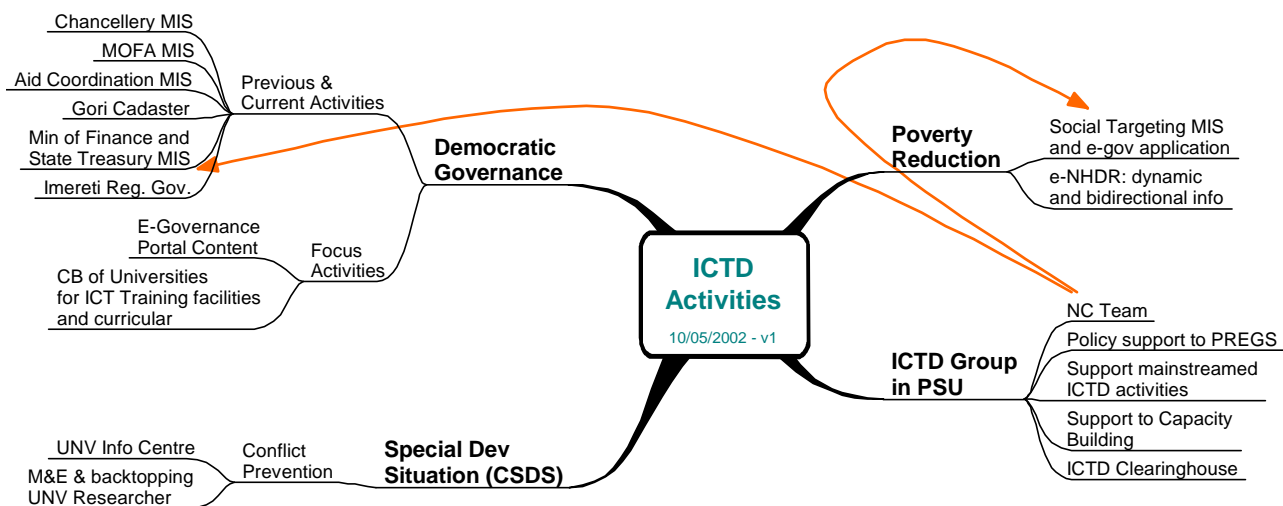 Chancellery MIS
MOFA MIS
Aid Coordination MIS
Gori Cadaster
Min of Finance and
State Treasury MIS
Imereti Reg. Gov.
Previous &
Current Activities
E-Governance
Portal Content
CB of Universities
for ICT Training facilities
and curricular
Focus
Activities
Democratic
Governance
UNV Info Centre
M&E & backtopping
UNV Researcher
Conflict
Prevention
Special Dev
Situation (CSDS)
ICTD
Activities
10/05/2002 - v1
Poverty
Reduction
Social Targeting MIS
and e-gov application
e-NHDR: dynamic
and bidirectional info
ICTD Group
in PSU
NC Team
Policy support to PREGS
Support mainstreamed
ICTD activities
Support to Capacity
Building
ICTD Clearinghouse